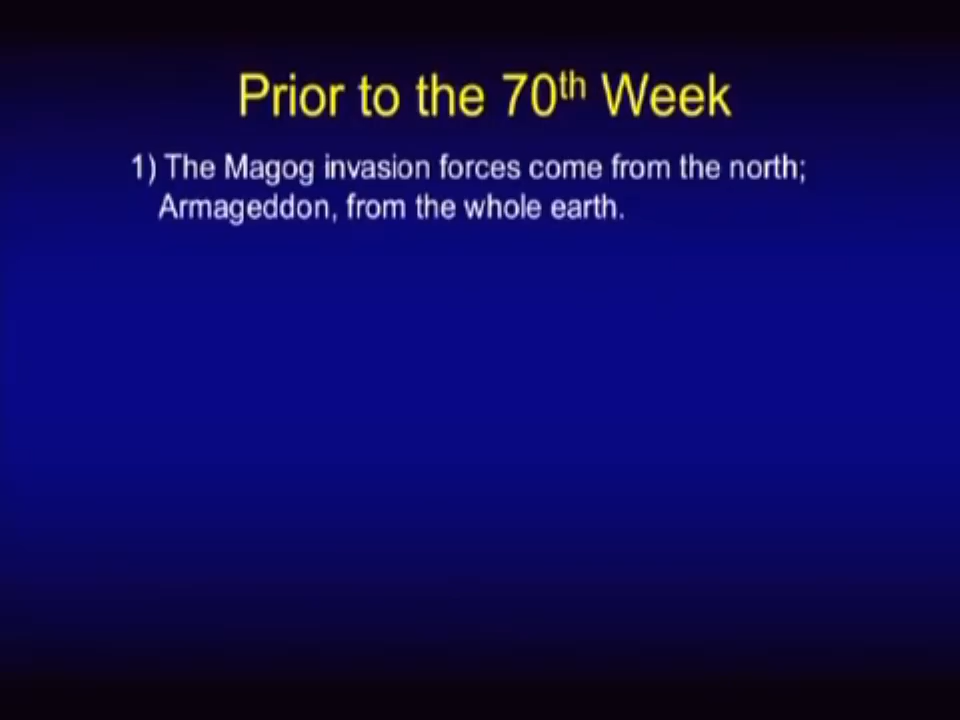 Prior to the 70th Week
1) The Magog invasion forces come from the north;
Armageddon, from the whole earth.